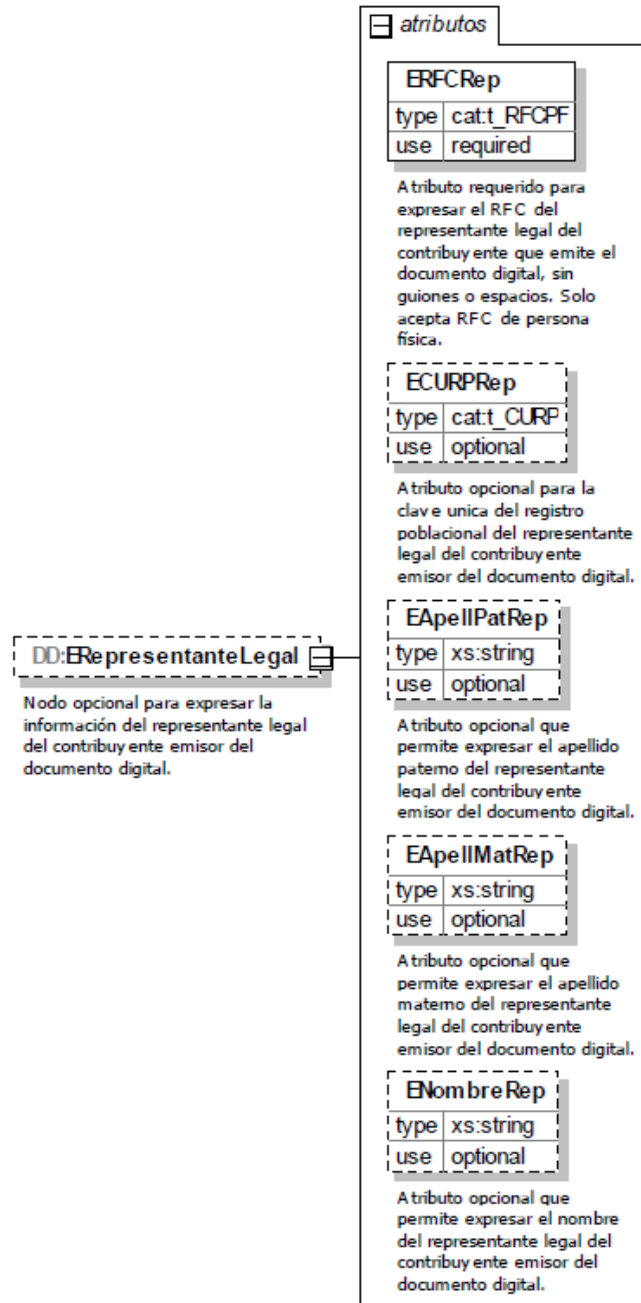 atributos
ERFCRep
type cat:t_RFCPF
use required
Atributo requerido para
expresar el RFC del
representante legal del
contribuyente que emite el
documento digital, sin
guiones o espacios. Solo
acepta RFC de persona
física.
ECURPRep
type cat:t_CURP
use optional
Atributo opcional para la
clave unica del registro
poblacional del representante
legal del contribuyente
emisor del documento digital.
EApellPatRep
type xs:string
use optional
Atributo opcional que
permite expresar el apellido
paterno del representante
legal del contribuyente
emisor del documento digital.
DD:ERepresentanteLegal
Nodo opcional para expresar la
información del representante legal
del contribuyente emisor del
documento digital.
EApellMatRep
type xs:string
use optional
Atributo opcional que
permite expresar el apellido
materno del representante
legal del contribuyente
emisor del documento digital.
ENombreRep
type xs:string
use optional
Atributo opcional que
permite expresar el nombre
del representante legal del
contribuyente emisor del
documento digital.